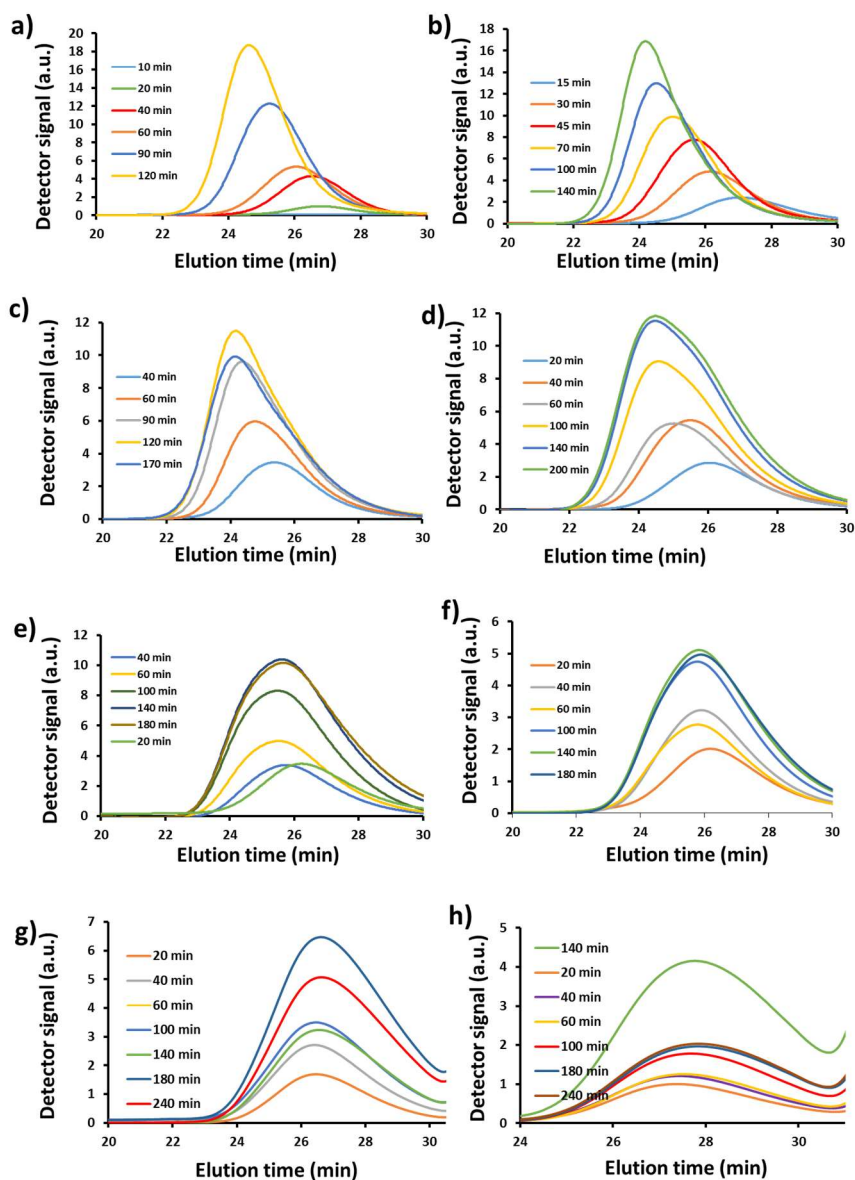 a)
Detector signal (a.u.)
20
18
16
14
12
10
8
6
4
2
0
10 min
20 min
40 min
60 min
90 min
120 min
20 22 24 26 28 30
Elution time (min)
b)
Detector signal (a.u.)
18
16
14
12
10
8
6
4
2
0
15 min
30 min
45 min
70 min
100 min
140 min
20 22 24 26 28 30
Elution time (min)
c)
Detector signal (a.u.)
12
10
8
6
4
2
0
40 min
60 min
90 min
120 min
170 min
20 22 24 26 28 30
Elution time (min)
d)
Detector signal (a.u.)
12
10
8
6
4
2
0
20 min
40 min
60 min
100 min
140 min
200 min
20 22 24 26 28 30
Elution time (min)
e)
Detector signal (a.u.)
12
10
8
6
4
2
0
40 min
60 min
100 min
140 min
180 min
20 min
20 22 24 26 28 30
Elution time (min)
f)
Detector signal (a.u.)
6
5
4
3
2
1
0
20 min
40 min
60 min
100 min
140 min
180 min
20 22 24 26 28 30
Elution time (min)
g)
Detector signal (a.u.)
7
6
5
4
3
2
1
0
20 min
40 min
60 min
100 min
140 min
180 min
240 min
20 22 24 26 28 30
Elution time (min)
h)
Detector signal (a.u.)
5
4
3
2
1
0
140 min
20 min
40 min
60 min
100 min
180 min
240 min
24 26 28 30
Elution time (min)